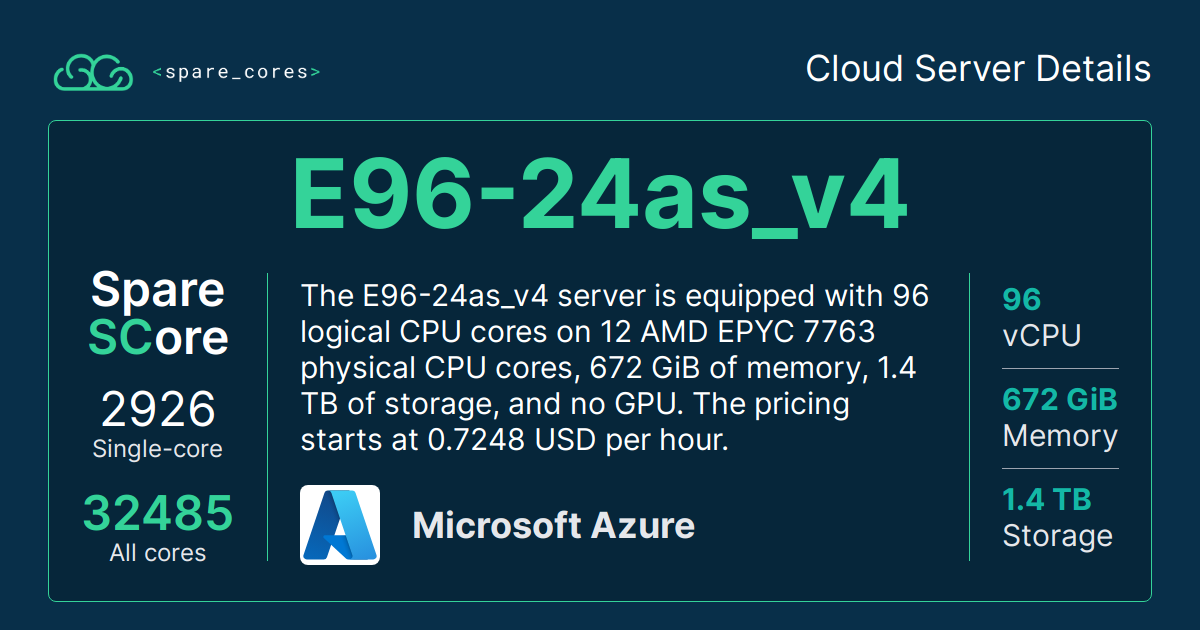 <spare_cores>
Cloud Server Details
E96-24as_v4
Spare
SCore
2926
Single-core
32485
All cores
The E96-24as_v4 server is equipped with 96
logical CPU cores on 12 AMD EPYC 7763
physical CPU cores, 672 GiB of memory, 1.4
TB of storage, and no GPU. The pricing
starts at 0.7248 USD per hour.
Microsoft Azure
96
vCPU
672 GiB
Memory
1.4 TB
Storage